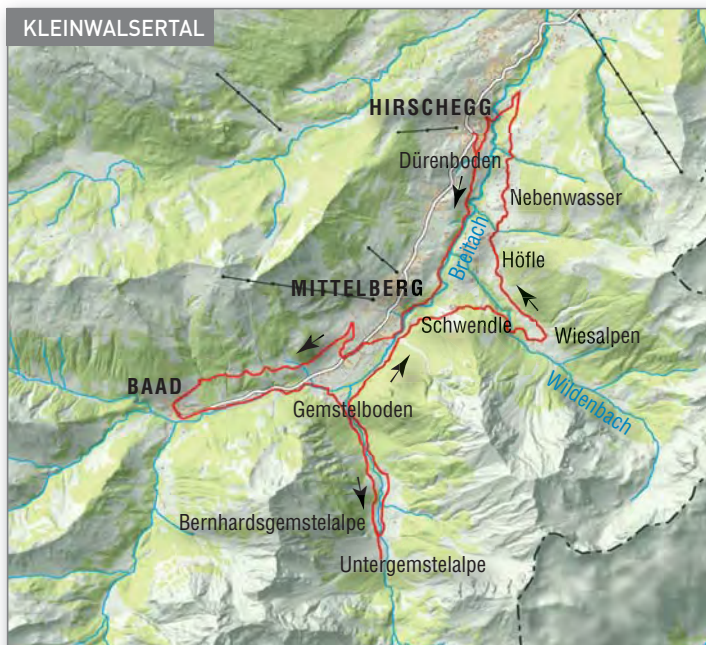 KLEINWALSERTAL
HIRSCHEGG
Dürenboden
Nebenwasser
Breitach
Höfle
MITTELBERG
Schwendle
Wiesalpen
BAAD
Gemstelboden
Wildenbach
Bernhardsgemstelalpe
Untergemstelalpe